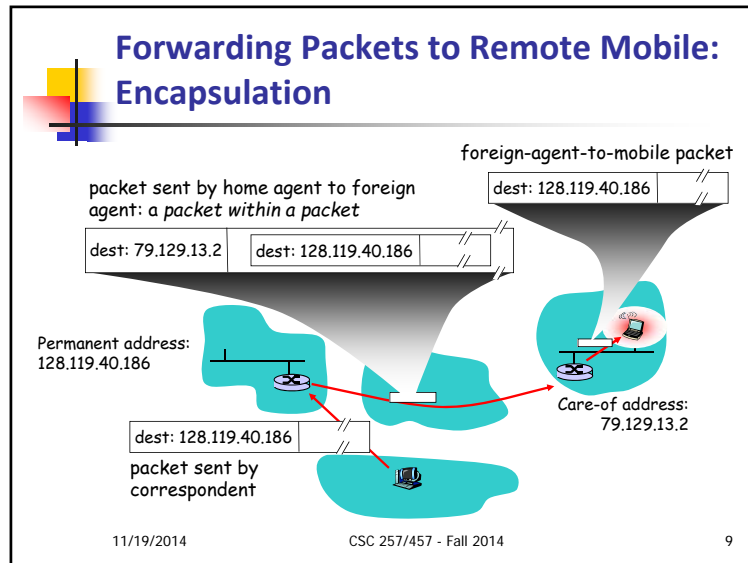 Forwarding Packets to Remote Mobile:
Encapsulation
foreign-agent-to-mobile packet
dest: 128.119.40.186
packet sent by home agent to foreign
agent: a packet within a packet
dest: 79.129.13.2
dest: 128.119.40.186
Permanent address:
128.119.40.186
Care-of address:
79.129.13.2
dest: 128.119.40.186
packet sent by
correspondent
11/19/2014
CSC 257/457 - Fall 2014
9